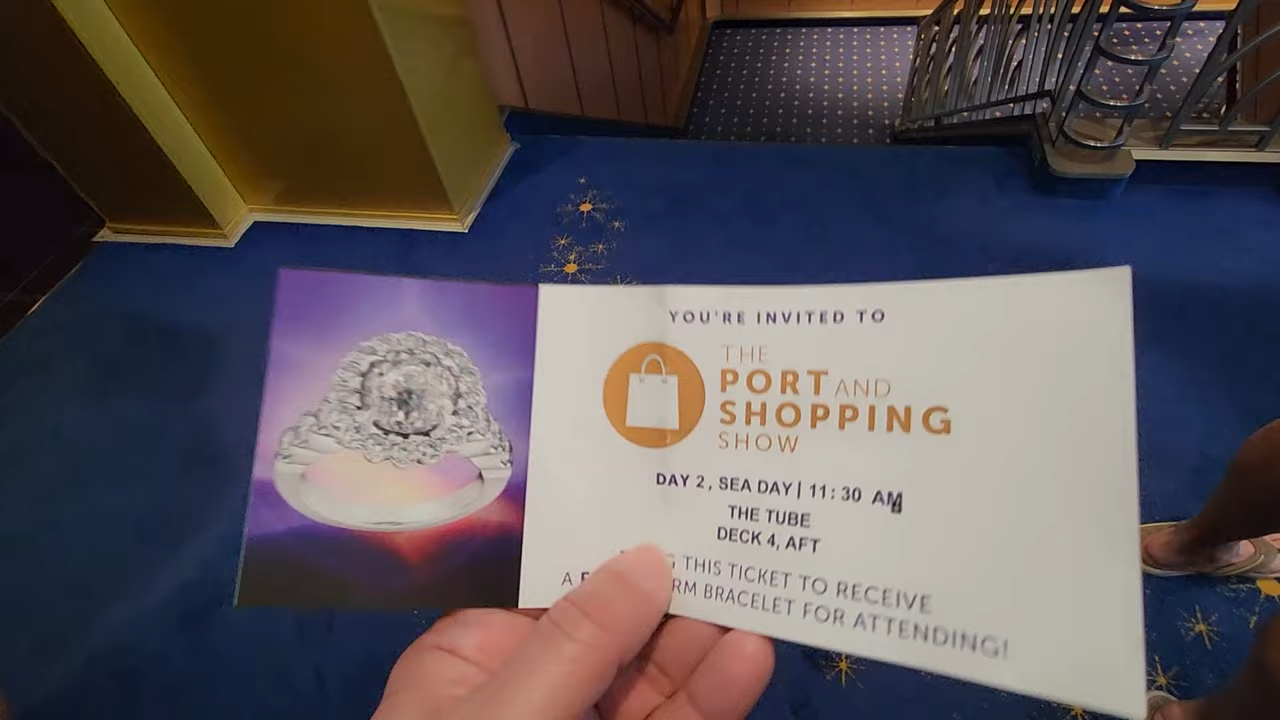 YOU'RE INVITED TO
THE
PORT AND
SHOPPING
SHOW
DAY 2, SEA DAY | 11:30 AM
THE TUBE
DECK 4, AFT
THIS TICKET TO RECEIVE
A BRACELET FOR ATTENDING!